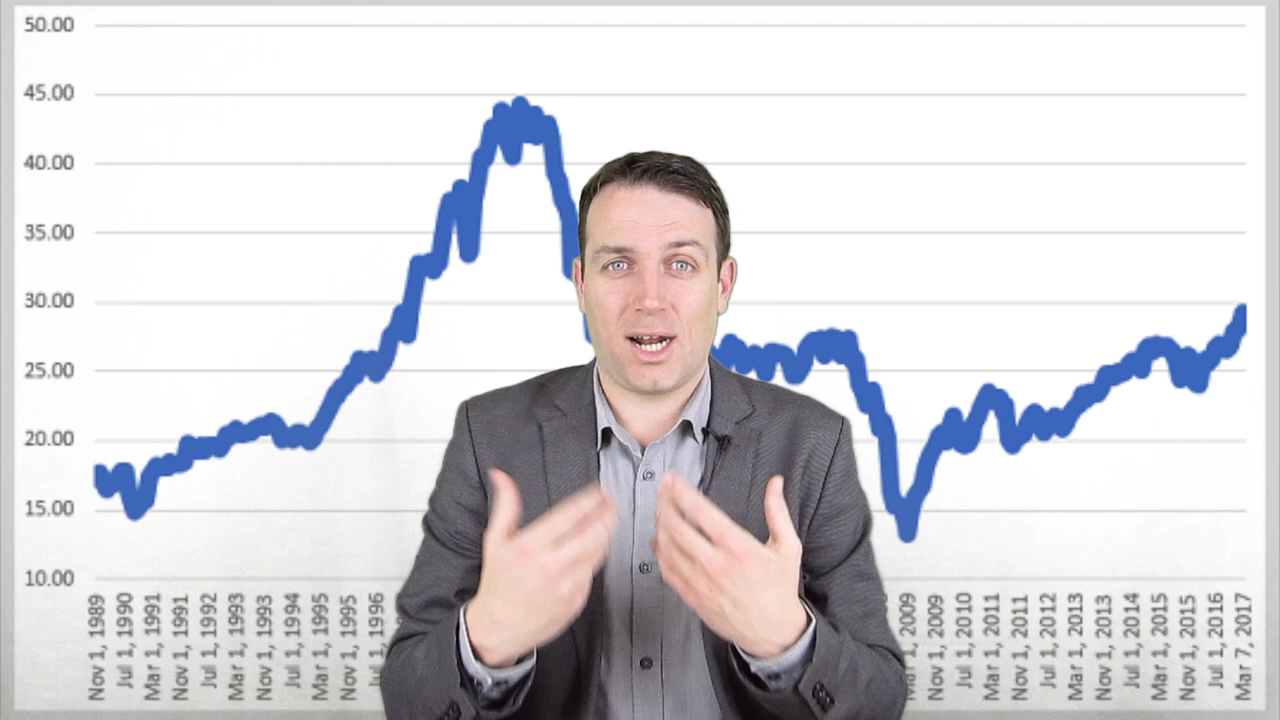 50.00
45.00
40.00
35.00
30.00
25.00
20.00
15.00
10.00
Nov 1, 1989
Jul 1, 1990
Mar 1, 1991
Nov 1, 1991
Jul 1, 1992
Mar 1, 1993
Nov 1, 1993
Jul 1, 1994
Mar 1, 1995
Nov 1, 1995
Jul 1, 1996
Mar 1, 2009
Nov 1, 2009
Jul 1, 2010
Mar 1, 2011
Nov 1, 2011
Jul 1, 2012
Mar 1, 2013
Nov 1, 2013
Jul 1, 2014
Mar 1, 2015
Nov 1, 2015
Jul 1, 2016
Mar 7, 2017